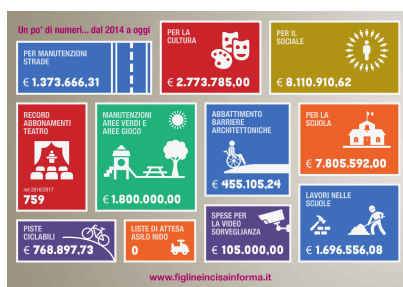 Un po' di numeri... dal 2014 a oggi
PER MANUTENZIONI
STRADE
€ 1.373.666,31
PER LA
CULTURA
€ 2.773.785,00
PER IL
SOCIALE
€ 8.110.910,62
RECORD
ABBONAMENTI
TEATRO
nel 2016/2017
759
MANUTENZIONI
AREE VERDI E
AREE GIOCO
€ 1.800.000,00
ABBATTIMENTO
BARRIERE
ARCHITETTONICHE
€ 455.105,24
PER LA
SCUOLA
€ 7.805.592,00
PISTE
CICLABILI
€ 768.897,73
LISTE DI ATTESA
ASILO NIDO
0
SPESE PER
LA VIDEO
SORVEGLIANZA
€ 105.000,00
LAVORI NELLE
SCUOLE
€ 1.696.556,08
www.figlineincisainforma.it